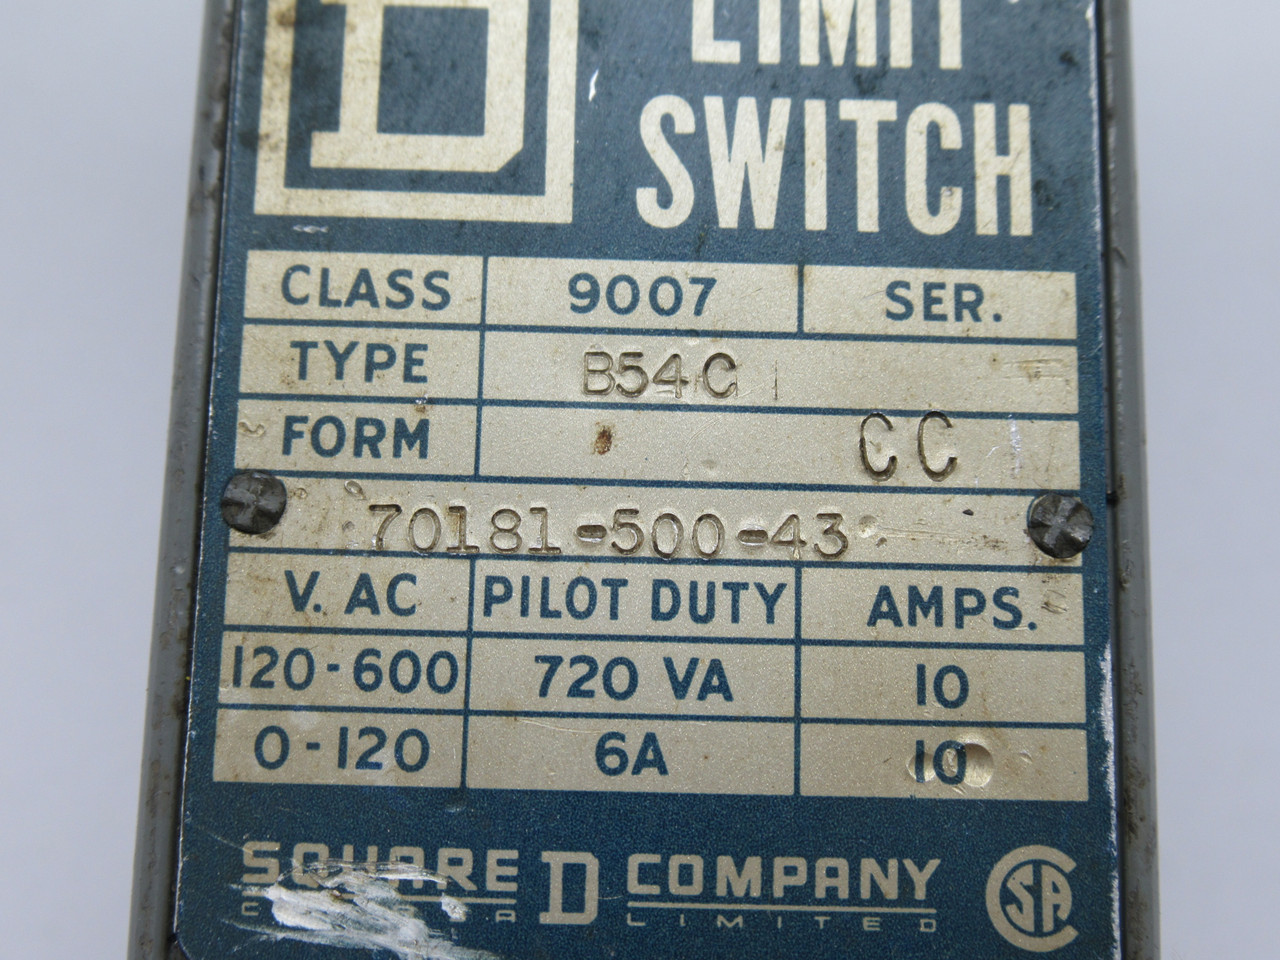 D
LIMIT
SWITCH
CLASS 9007 SER.
TYPE B54C
FORM CC
70181-500-43
V. AC PILOT DUTY AMPS.
120-600 720 VA 10
0-120 6A 10
SQUARE D COMPANY
LIMITED
CSA